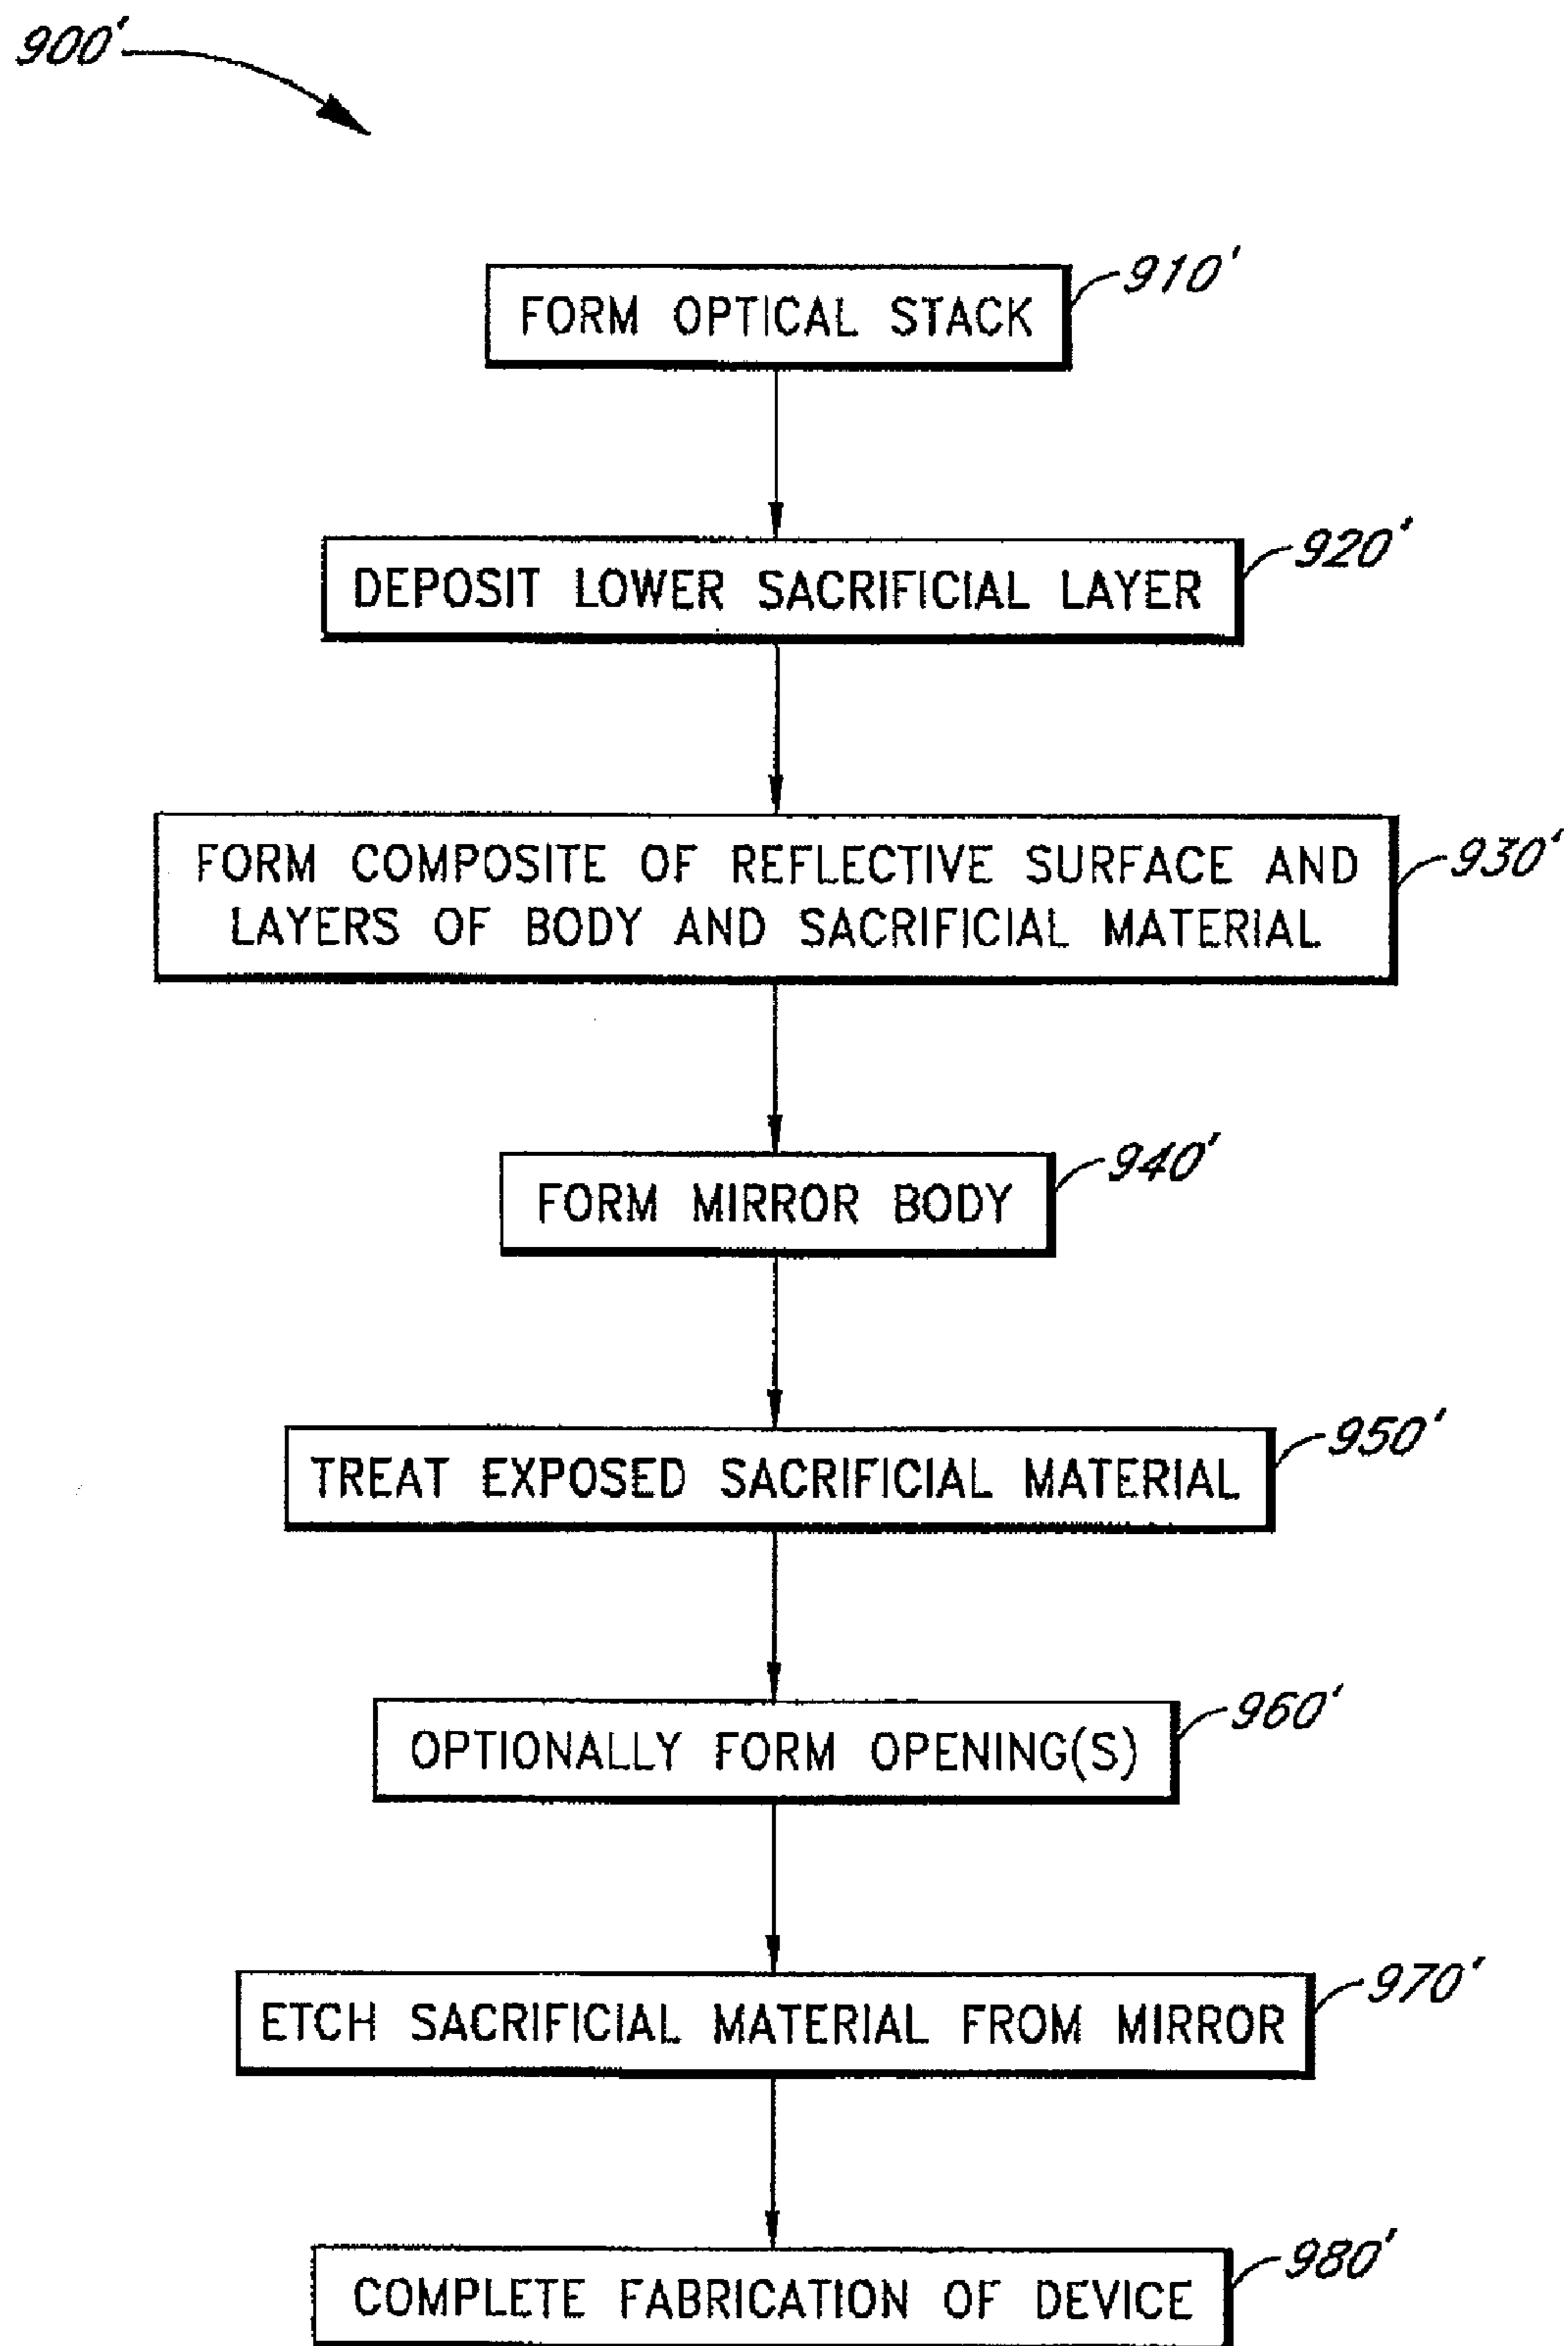 900'
910'
FORM OPTICAL STACK
920'
DEPOSIT LOWER SACRIFICIAL LAYER
930'
FORM COMPOSITE OF REFLECTIVE SURFACE AND
LAYERS OF BODY AND SACRIFICIAL MATERIAL
940'
FORM MIRROR BODY
950'
TREAT EXPOSED SACRIFICIAL MATERIAL
960'
OPTIONALLY FORM OPENING(S)
970'
ETCH SACRIFICIAL MATERIAL FROM MIRROR
980'
COMPLETE FABRICATION OF DEVICE